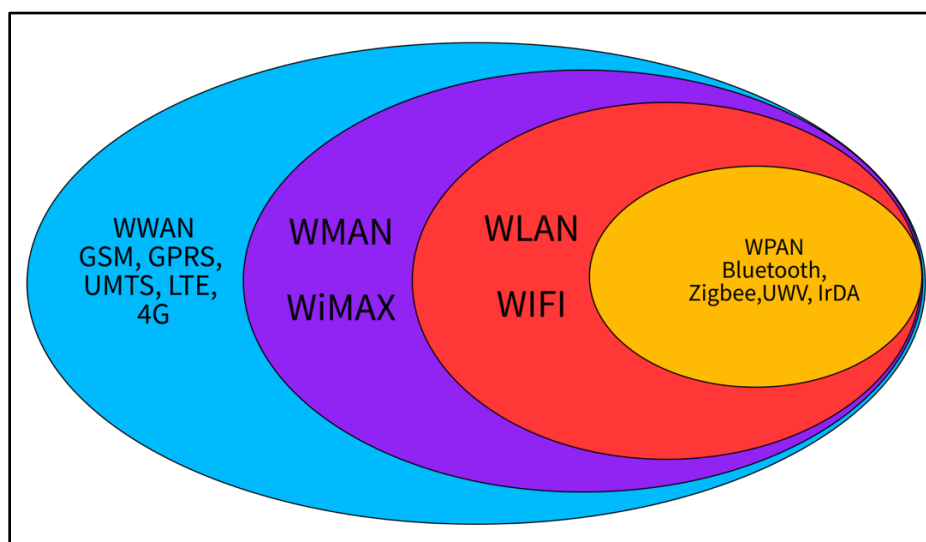 WWAN
GSM, GPRS,
UMTS, LTE,
4G
WMAN
WiMAX
WLAN
WIFI
WPAN
Bluetooth,
Zigbee,UWV, IrDA